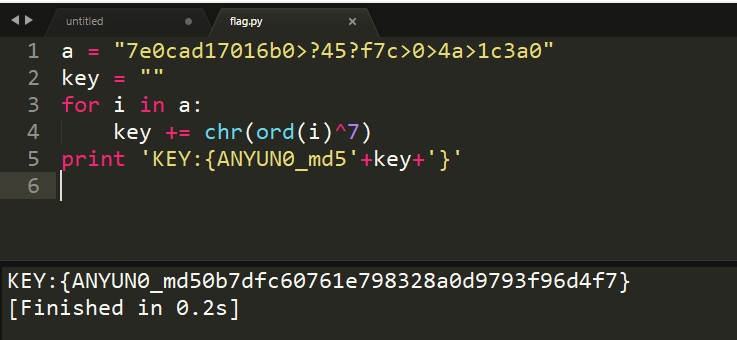 untitled
flag.py
1 a = "7e0cad17016b0>?45?f7c>0>4a>1c3a0"
2 key = ""
3 for i in a:
4     key += chr(ord(i)^7)
5 print 'KEY:{ANYUN0_md5'+key+'}'
6
KEY:{ANYUN0_md50b7dfc60761e798328a0d9793f96d4f7}
[Finished in 0.2s]